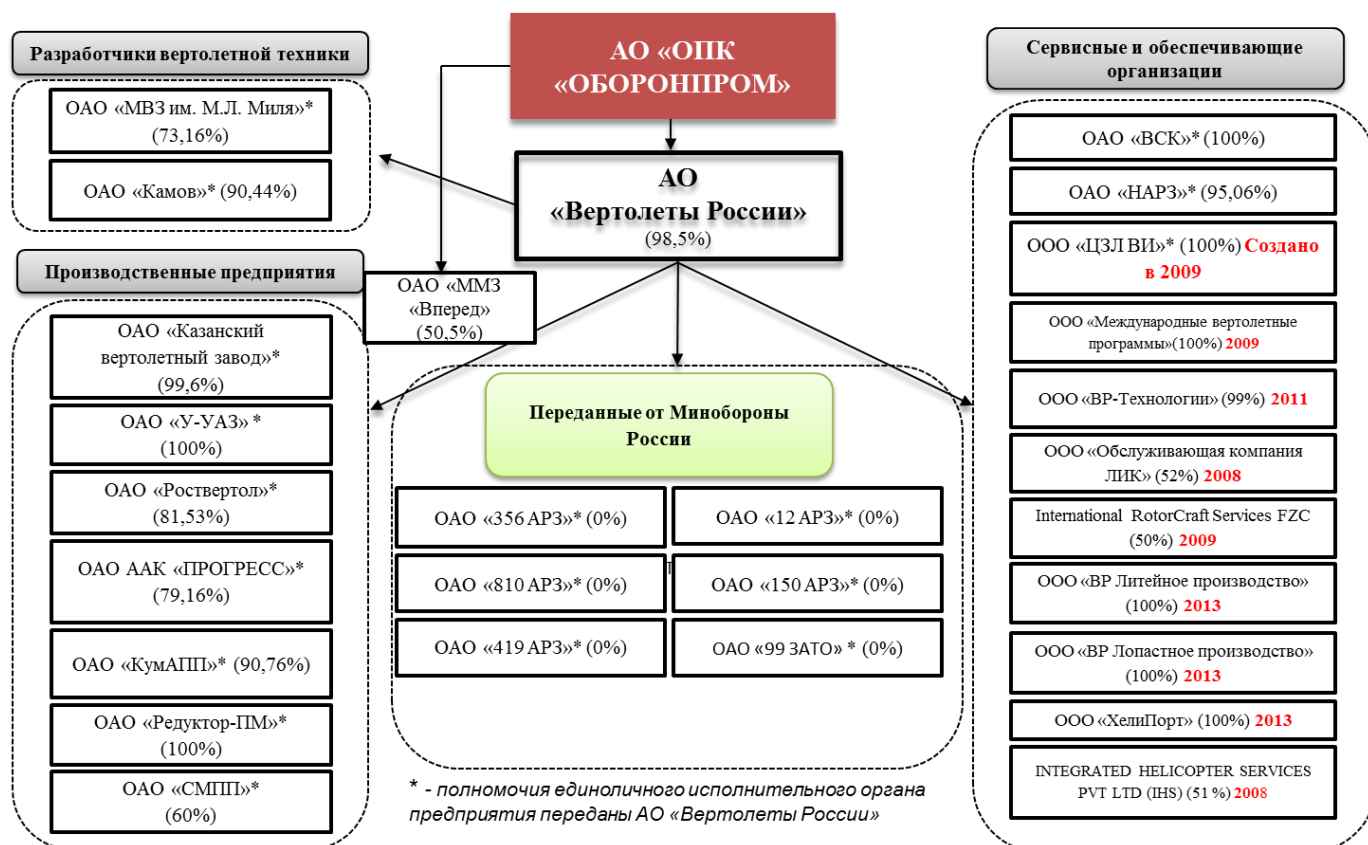 АО «ОПК
«ОБОРОНПРОМ»
АО
«Вертолеты России»
(98,5%)
Разработчики вертолетной техники
ОАО «МВЗ им. М.Л. Миля»*
(73,16%)
ОАО «Камов»* (90,44%)
Производственные предприятия
ОАО «Казанский
вертолетный завод»*
(99,6%)
ОАО «У-УАЗ» *
(100%)
ОАО «Роствертол»*
(81,53%)
ОАО ААК «ПРОГРЕСС»*
(79,16%)
ОАО «КумАПП»* (90,76%)
ОАО «Редуктор-ПМ»*
(100%)
ОАО «СМПП»*
(60%)
ОАО «ММЗ
«Вперед»
(50,5%)
Переданные от Минобороны
России
ОАО «356 АРЗ»* (0%)
ОАО «12 АРЗ»* (0%)
ОАО «810 АРЗ»* (0%)
ОАО «150 АРЗ»* (0%)
ОАО «419 АРЗ»* (0%)
ОАО «99 ЗАТО» * (0%)
* - полномочия единоличного исполнительного органа
предприятия переданы АО «Вертолеты России»
Сервисные и обеспечивающие
организации
ОАО «ВСК»* (100%)
ОАО «НАРЗ»* (95,06%)
ООО «ЦЗЛ ВИ»* (100%) Создано
в 2009
ООО «Международные вертолетные
программы»(100%) 2009
ООО «ВР-Технологии» (99%) 2011
ООО «Обслуживающая компания
ЛИК» (52%) 2008
International RotorCraft Services FZC
(50%) 2009
ООО «ВР Литейное производство»
(100%) 2013
ООО «ВР Лопастное производство»
(100%) 2013
ООО «ХелиПорт» (100%) 2013
INTEGRATED HELICOPTER SERVICES
PVT LTD (IHS) (51 %) 2008